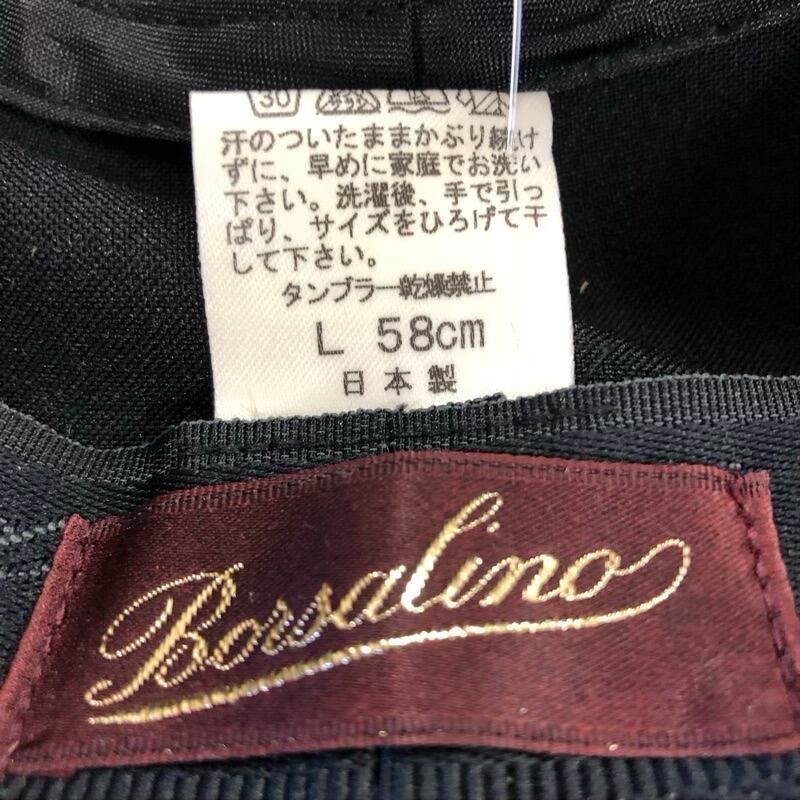 30
汗のついたままかぶり続け
ずに、早めに家庭でお洗い
下さい。洗濯後、手で引っ
ぱり、サイズをひろげて干
して下さい。
タンブラー乾燥禁止
L 58cm
日本製
Borsalino